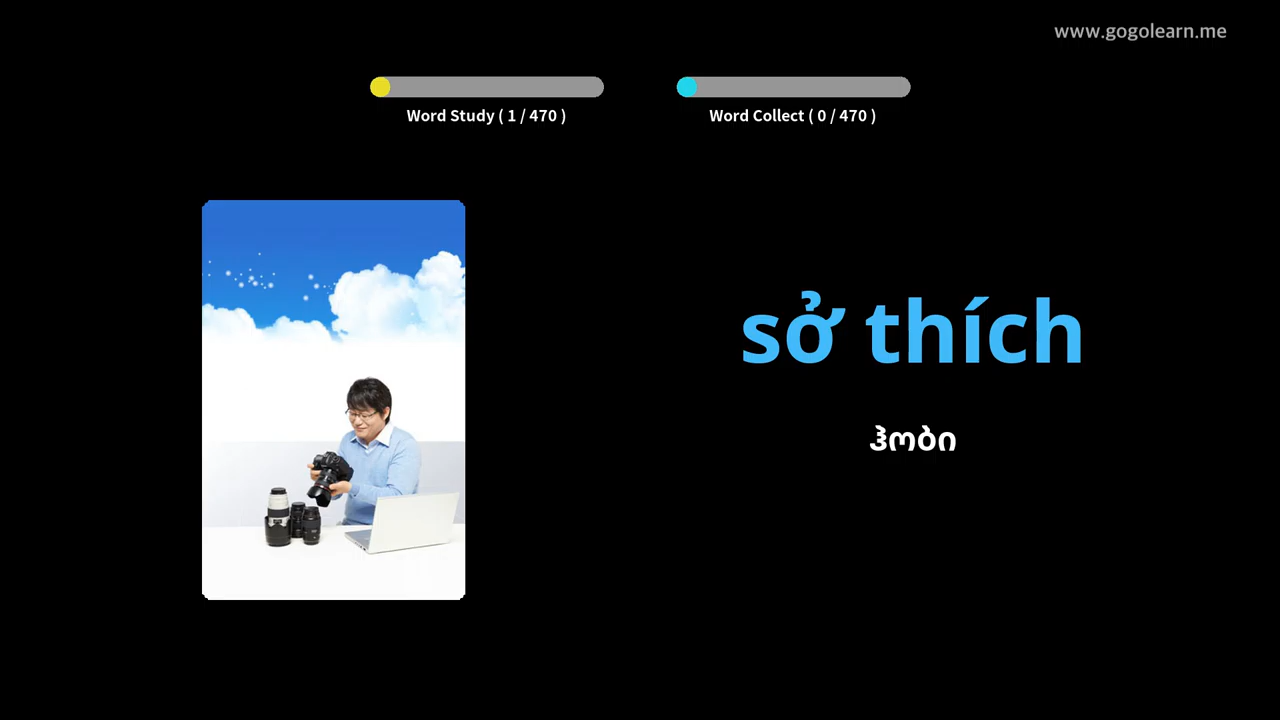 www.gogolearn.me
Word Study ( 1 / 470 )
Word Collect ( 0 / 470 )
sở thích
ჰობი